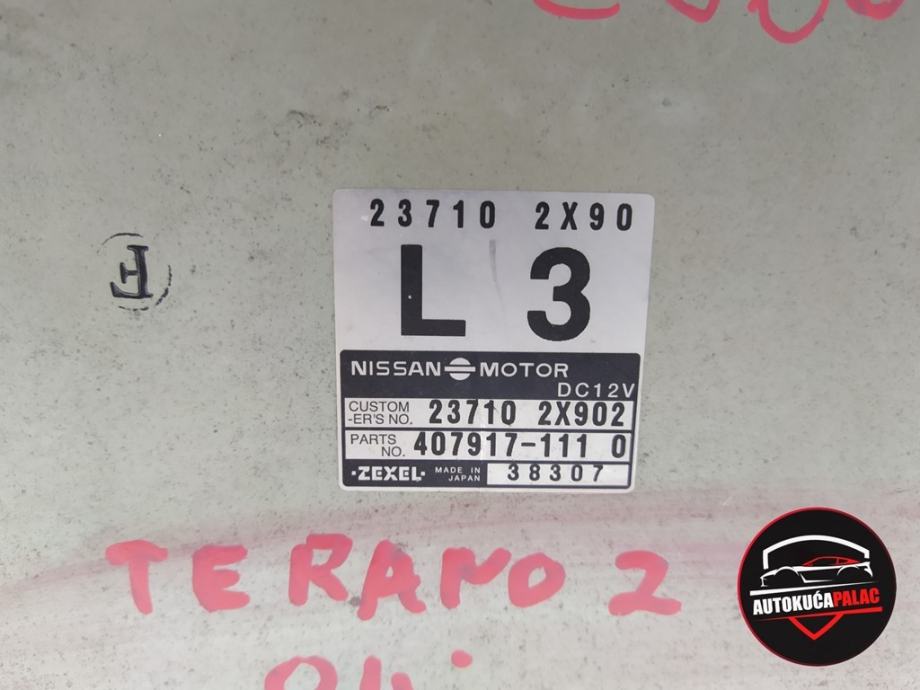 23710 2X90
L 3
E
NISSAN MOTOR
DC12V
CUSTOM
-ER'S NO. 23710 2X902
PARTS
NO. 407917-111 0
·ZEXEL· MADE IN
JAPAN 38307
TERANO 2
AUTOKUĆAPALAC